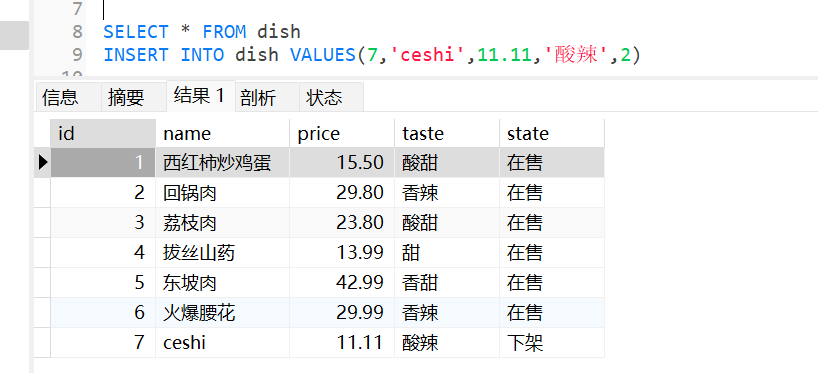 7
8 SELECT * FROM dish
9 INSERT INTO dish VALUES(7,'ceshi',11.11,'酸辣',2)
信息 摘要 结果 1 剖析 状态
id name price taste state
1 西红柿炒鸡蛋 15.50 酸甜 在售
2 回锅肉 29.80 香辣 在售
3 荔枝肉 23.80 酸甜 在售
4 拔丝山药 13.99 甜 在售
5 东坡肉 42.99 香甜 在售
6 火爆腰花 29.99 香辣 在售
7 ceshi 11.11 酸辣 下架